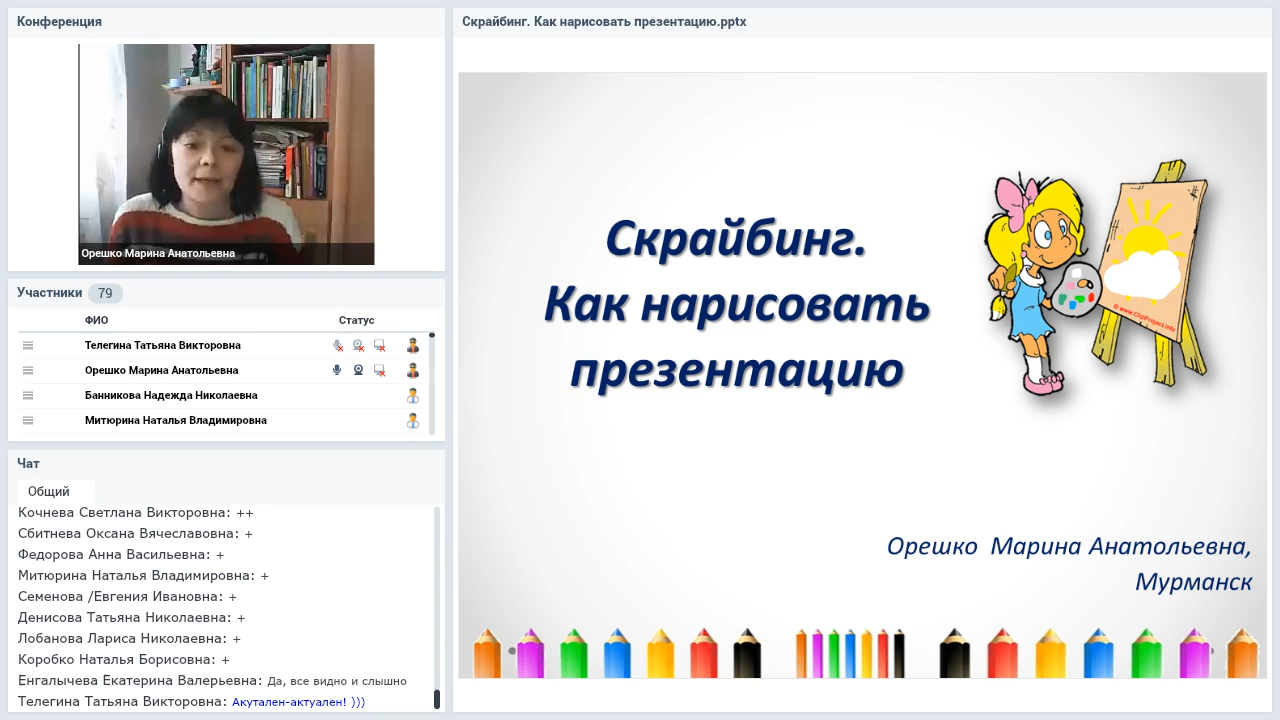 Конференция
Орешко Марина Анатольевна
Участники 79
ФИО Статус
Телегина Татьяна Викторовна
Орешко Марина Анатольевна
Банникова Надежда Николаевна
Митюрина Наталья Владимировна
Чат
Общий
Кочнева Светлана Викторовна: ++
Сбитнева Оксана Вячеславовна: +
Федорова Анна Васильевна: +
Митюрина Наталья Владимировна: +
Семенова /Евгения Ивановна: +
Денисова Татьяна Николаевна: +
Лобанова Лариса Николаевна: +
Коробко Наталья Борисовна: +
Енгалычева Екатерина Валерьевна: Да, все видно и слышно
Телегина Татьяна Викторовна: Акутален-актуален! )))
Скрайбинг. Как нарисовать презентацию.pptx
Скрайбинг.
Как нарисовать
презентацию
© www.ClipProject.info
Орешко Марина Анатольевна,
Мурманск